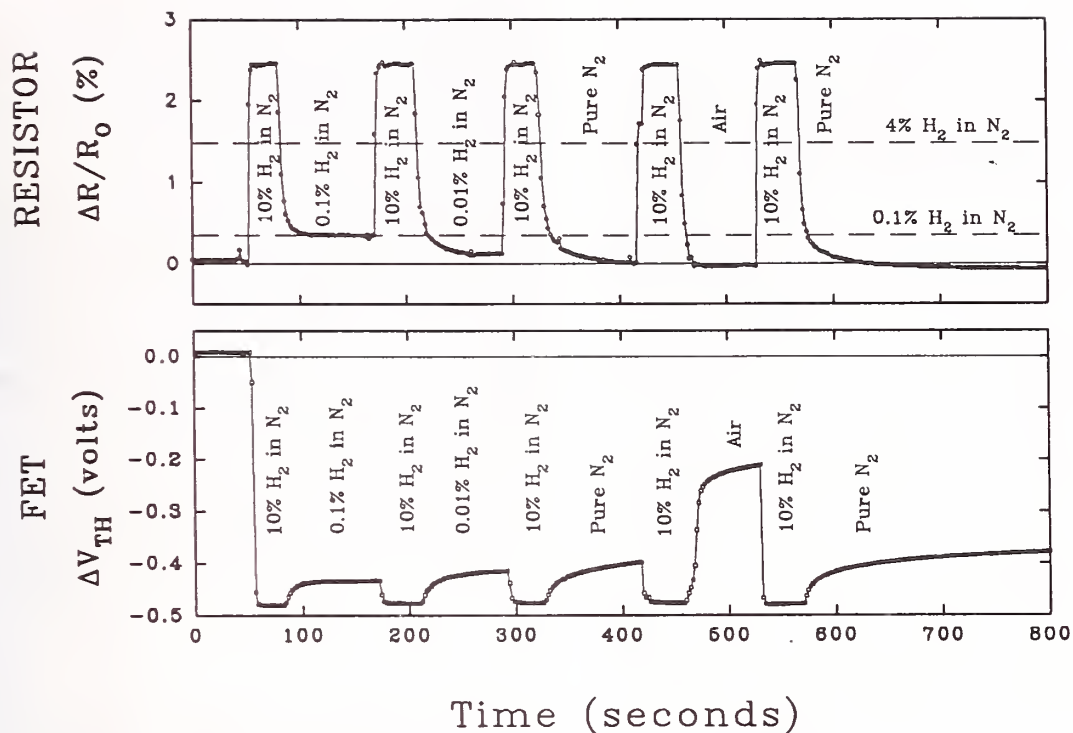 RESISTOR
ΔR/R₀ (%)
3
2
1
0
10% H₂ in N₂
0.1% H₂ in N₂
10% H₂ in N₂
0.01% H₂ in N₂
10% H₂ in N₂
Pure N₂
10% H₂ in N₂
Air
10% H₂ in N₂
Pure N₂
4% H₂ in N₂
0.1% H₂ in N₂
FET
ΔV_TH (volts)
0.0
−0.1
−0.2
−0.3
−0.4
−0.5
10% H₂ in N₂
0.1% H₂ in N₂
10% H₂ in N₂
0.01% H₂ in N₂
10% H₂ in N₂
Pure N₂
10% H₂ in N₂
Air
10% H₂ in N₂
Pure N₂
0 100 200 300 400 500 600 700 800
Time (seconds)